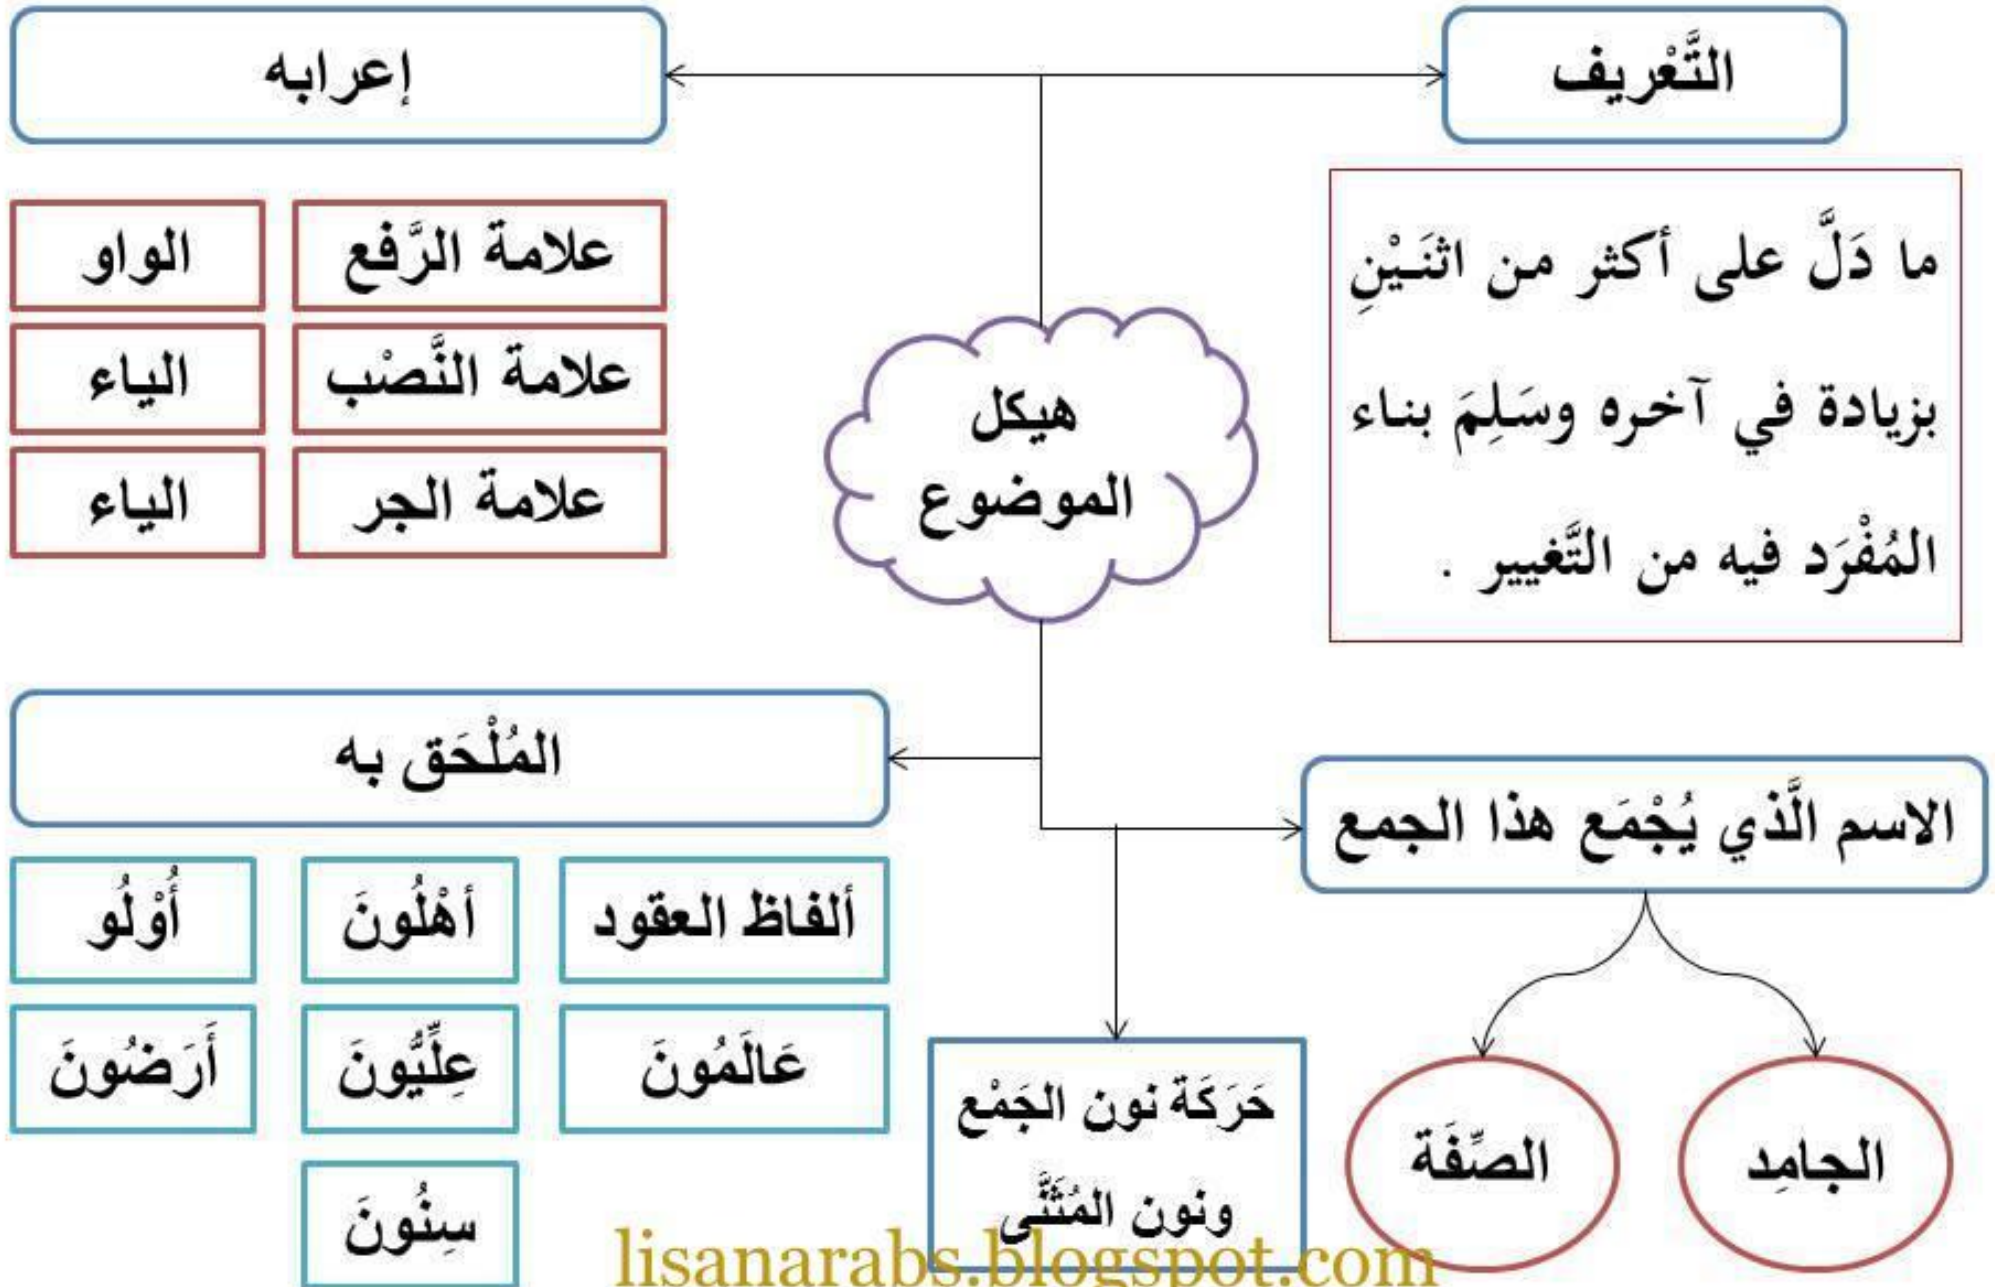 التَّعْريف
ما دَلَّ على أكثر من اثنَيْنِ
بزيادة في آخره وسَلِمَ بناء
المُفْرَد فيه من التَّغيير .
إعرابه
علامة الرَّفع
الواو
علامة النَّصْب
الياء
علامة الجر
الياء
هيكل
الموضوع
الاسم الَّذي يُجْمَع هذا الجمع
الجامِد
الصِّفَة
حَرَكَة نون الجَمْع
ونون المُثَنَّى
المُلْحَق به
ألفاظ العقود
أهْلُونَ
أُوْلُو
عَالَمُونَ
عِلِّيُّونَ
أَرَضُونَ
سِنُونَ
lisanarabs.blogspot.com